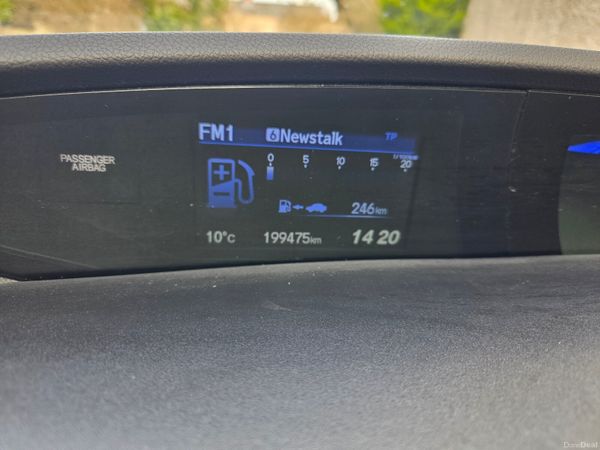 FM1 6 Newstalk TP
PASSENGER
AIRBAG
0 5 10 15 20
246km
10°C 199475km 14 20
DoneDeal